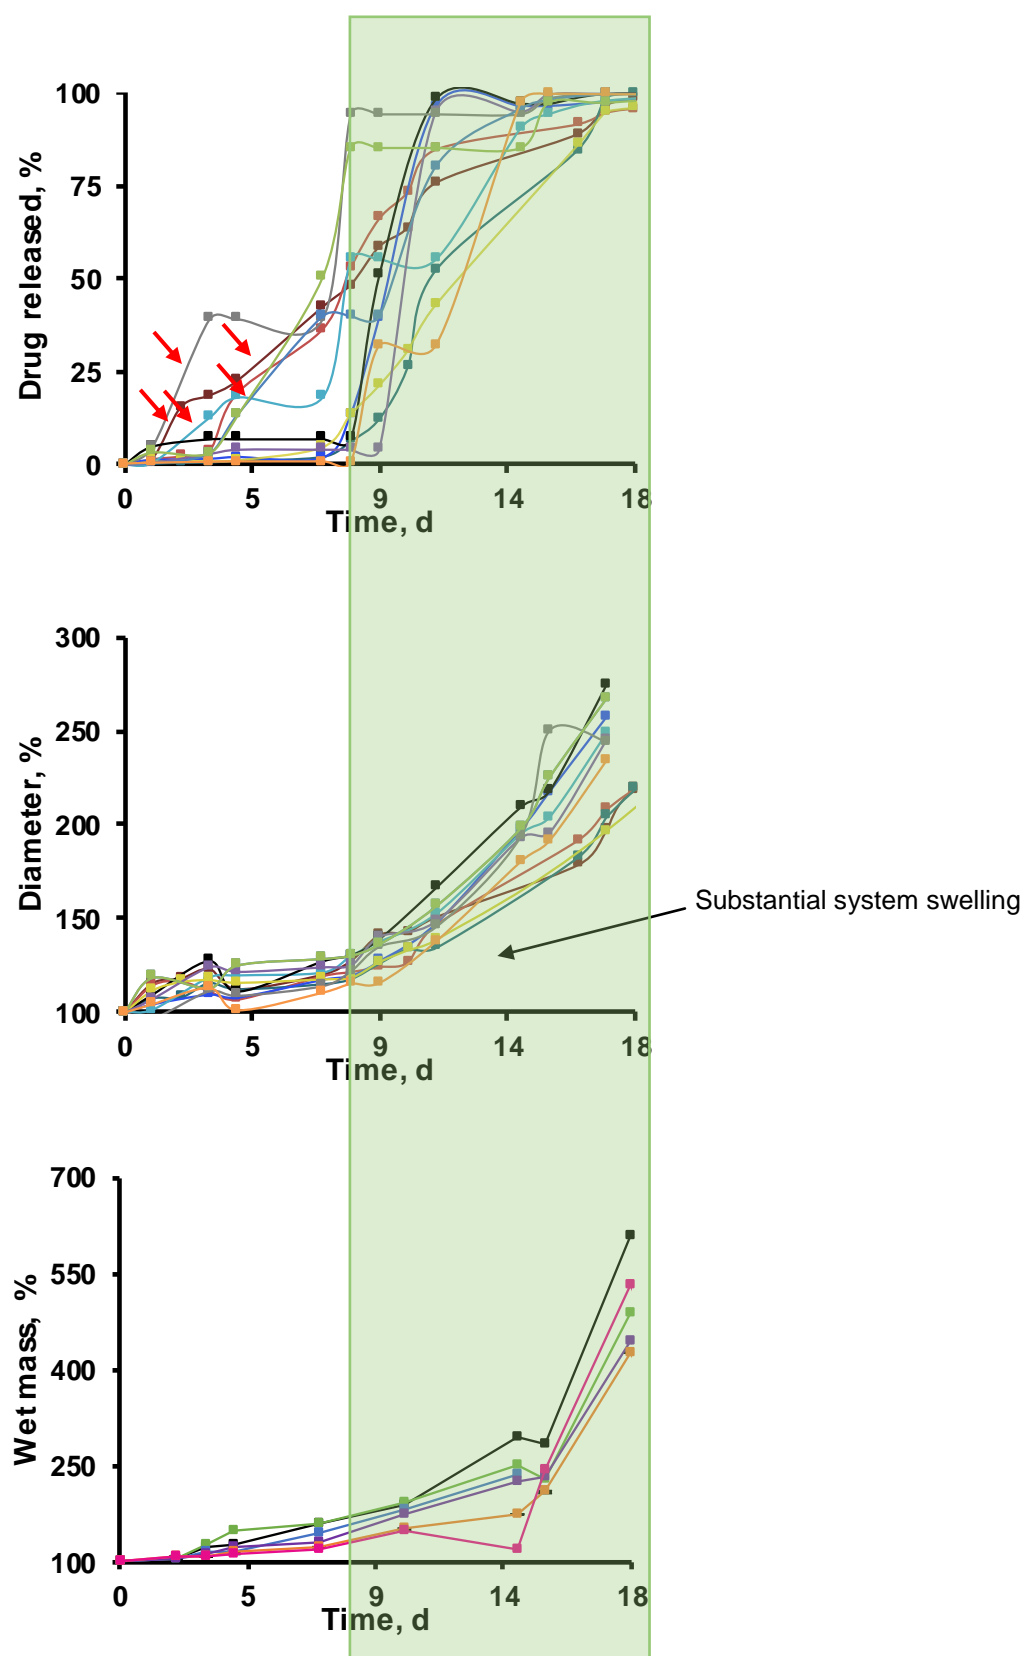 100
75
50
25
0
Drug released, %
0 5 9 14 18
Time, d
300
250
200
150
100
Diameter, %
Substantial system swelling
0 5 9 14 18
Time, d
700
550
400
250
100
Wet mass, %
0 5 9 14 18
Time, d